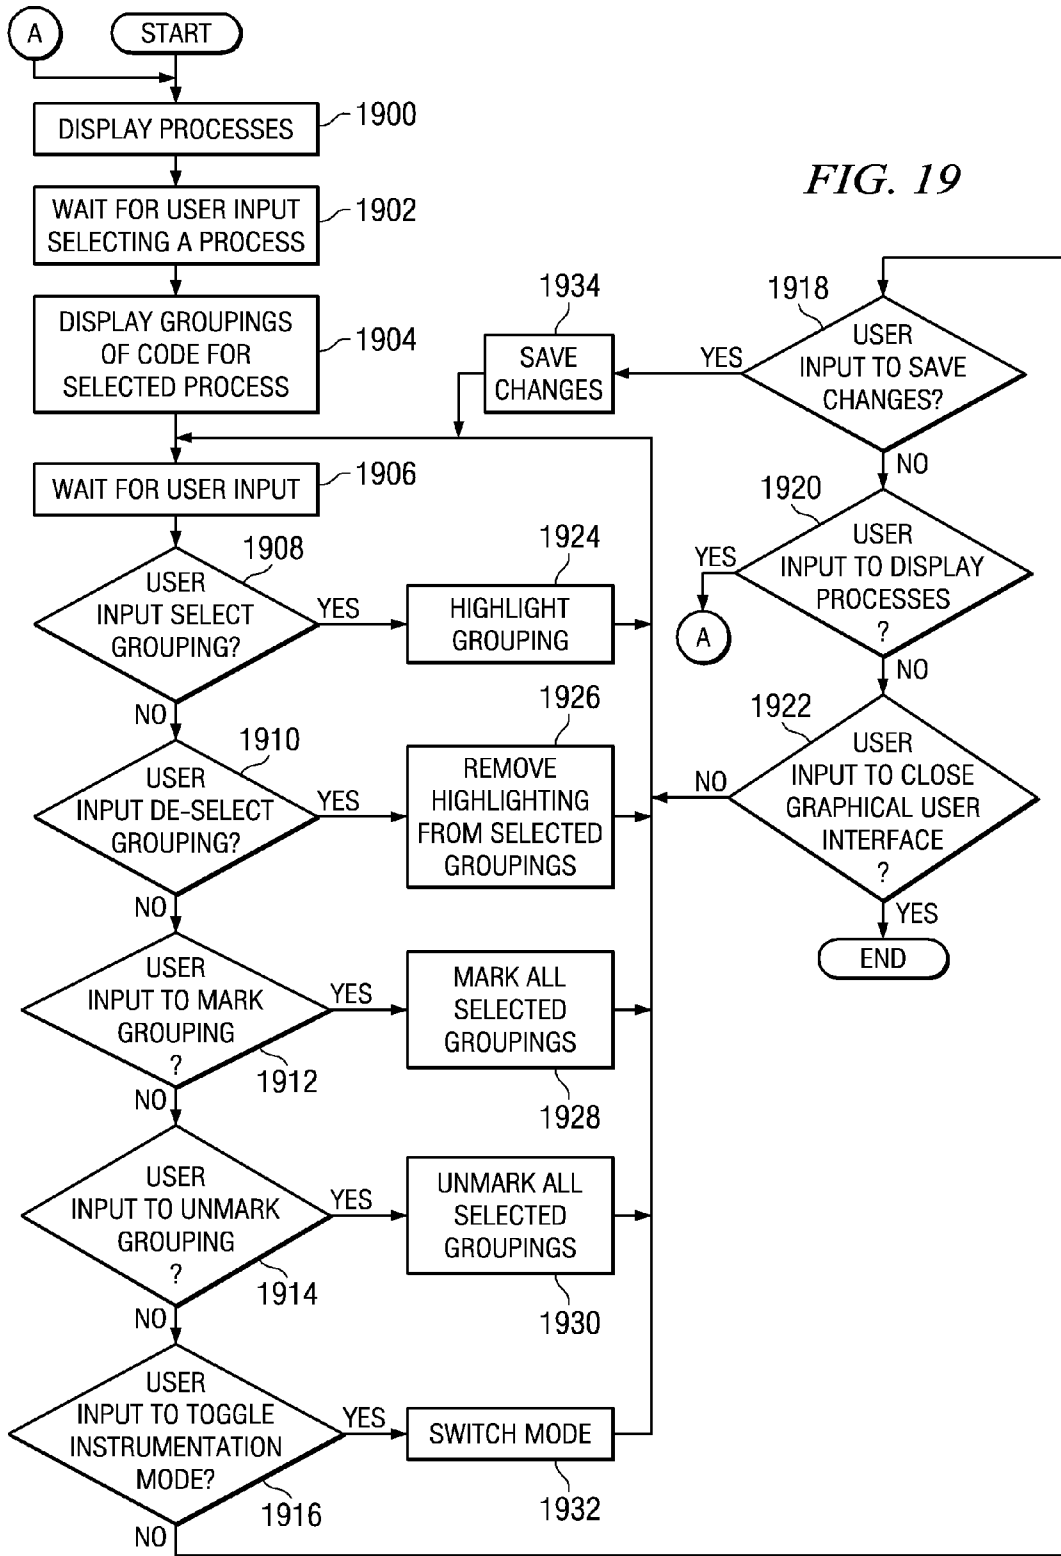 A
START
DISPLAY PROCESSES
1900
WAIT FOR USER INPUT
SELECTING A PROCESS
1902
DISPLAY GROUPINGS
OF CODE FOR
SELECTED PROCESS
1904
WAIT FOR USER INPUT
1906
USER
INPUT SELECT
GROUPING?
1908
YES
NO
HIGHLIGHT
GROUPING
1924
USER
INPUT DE-SELECT
GROUPING?
1910
YES
NO
REMOVE
HIGHLIGHTING
FROM SELECTED
GROUPINGS
1926
USER
INPUT TO MARK
GROUPING
?
1912
YES
NO
MARK ALL
SELECTED
GROUPINGS
1928
USER
INPUT TO UNMARK
GROUPING
?
1914
YES
NO
UNMARK ALL
SELECTED
GROUPINGS
1930
USER
INPUT TO TOGGLE
INSTRUMENTATION
MODE?
1916
YES
NO
SWITCH MODE
1932
FIG. 19
1918
USER
INPUT TO SAVE
CHANGES?
YES
NO
1934
SAVE
CHANGES
1920
USER
INPUT TO DISPLAY
PROCESSES
?
YES
NO
A
1922
USER
INPUT TO CLOSE
GRAPHICAL USER
INTERFACE
?
NO
YES
END